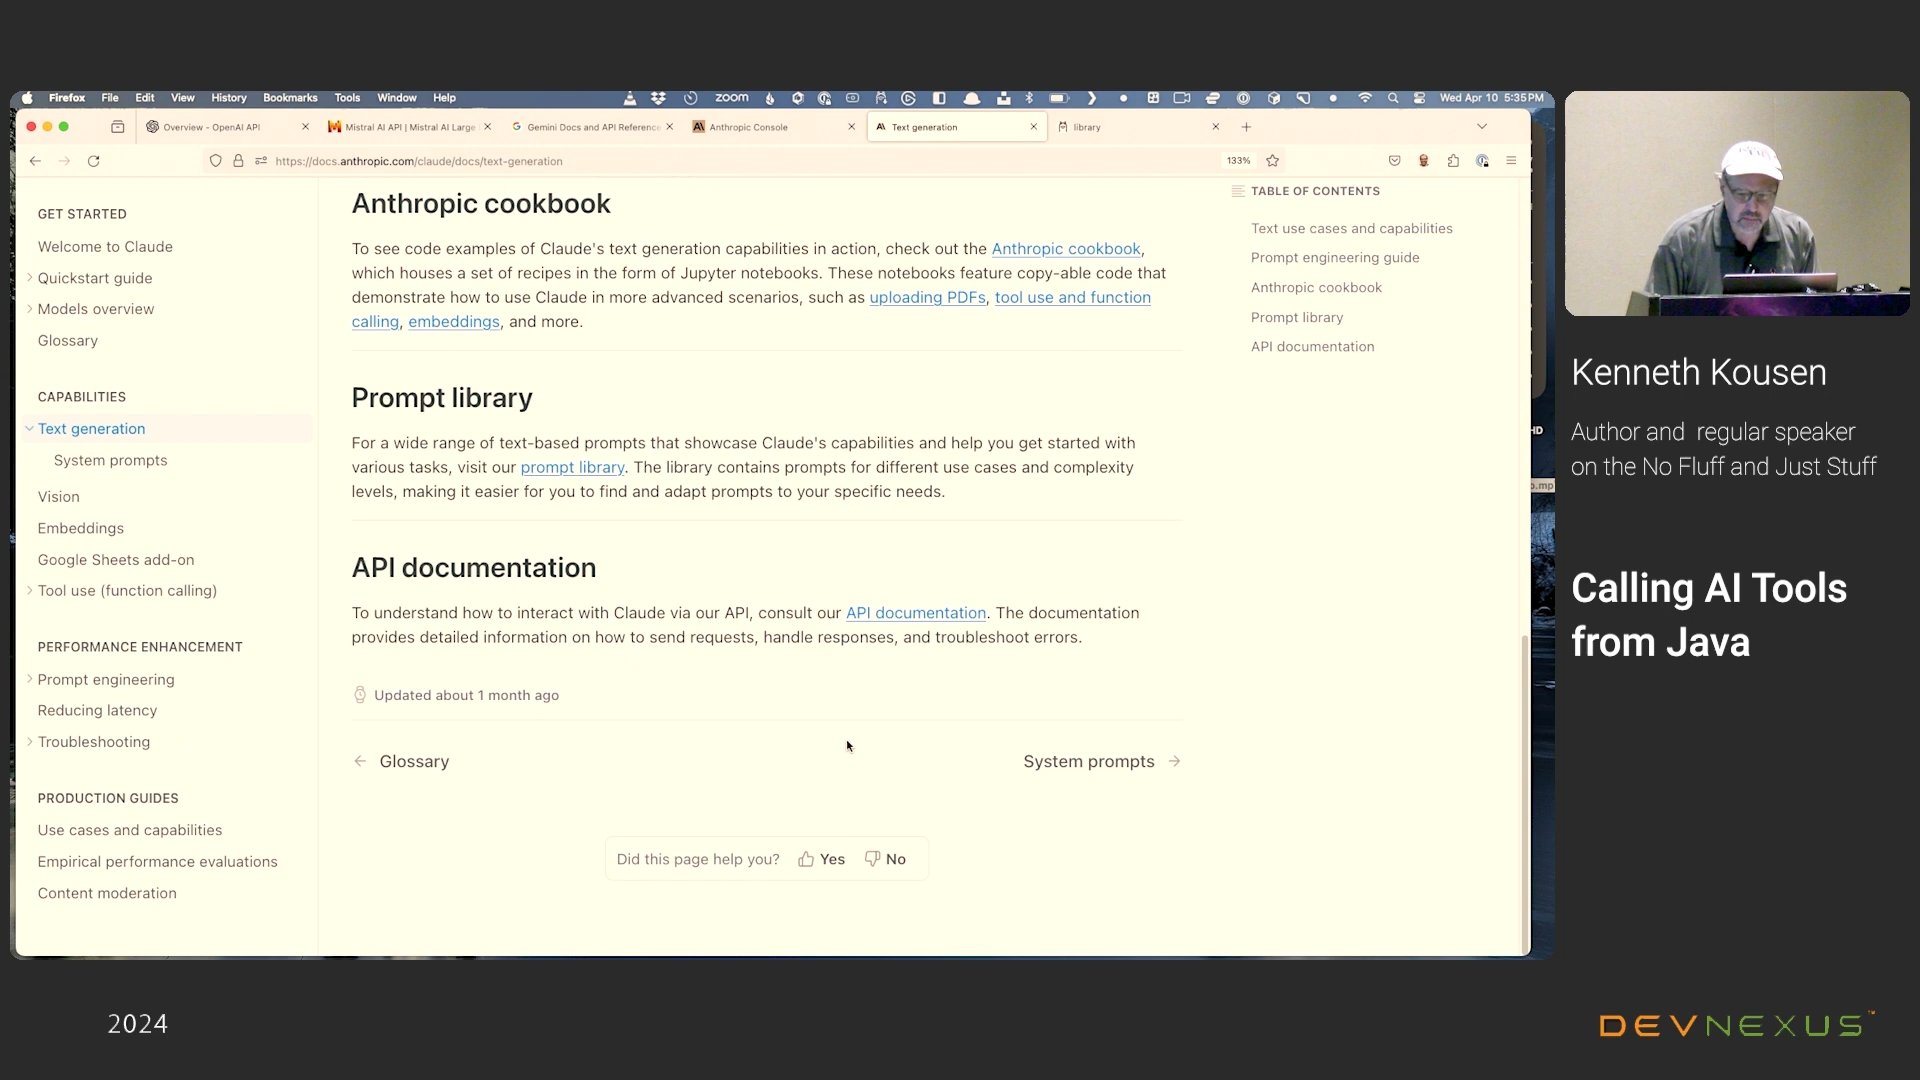 Firefox File Edit View History Bookmarks Tools Window Help zoom Wed Apr 10 5:35PM
Overview - OpenAI API Mistral AI API | Mistral AI Large Gemini Docs and API Reference Anthropic Console Text generation library
https://docs.anthropic.com/claude/docs/text-generation 133%
GET STARTED
Welcome to Claude
Quickstart guide
Models overview
Glossary
CAPABILITIES
Text generation
System prompts
Vision
Embeddings
Google Sheets add-on
Tool use (function calling)
PERFORMANCE ENHANCEMENT
Prompt engineering
Reducing latency
Troubleshooting
PRODUCTION GUIDES
Use cases and capabilities
Empirical performance evaluations
Content moderation
Anthropic cookbook
To see code examples of Claude's text generation capabilities in action, check out the Anthropic cookbook,
which houses a set of recipes in the form of Jupyter notebooks. These notebooks feature copy-able code that
demonstrate how to use Claude in more advanced scenarios, such as uploading PDFs, tool use and function
calling, embeddings, and more.
Prompt library
For a wide range of text-based prompts that showcase Claude's capabilities and help you get started with
various tasks, visit our prompt library. The library contains prompts for different use cases and complexity
levels, making it easier for you to find and adapt prompts to your specific needs.
API documentation
To understand how to interact with Claude via our API, consult our API documentation. The documentation
provides detailed information on how to send requests, handle responses, and troubleshoot errors.
Updated about 1 month ago
Glossary
System prompts
Did this page help you? Yes No
TABLE OF CONTENTS
Text use cases and capabilities
Prompt engineering guide
Anthropic cookbook
Prompt library
API documentation
HD
o.mp
Kenneth Kousen
Author and regular speaker
on the No Fluff and Just Stuff
Calling AI Tools
from Java
2024
DEVNEXUS™